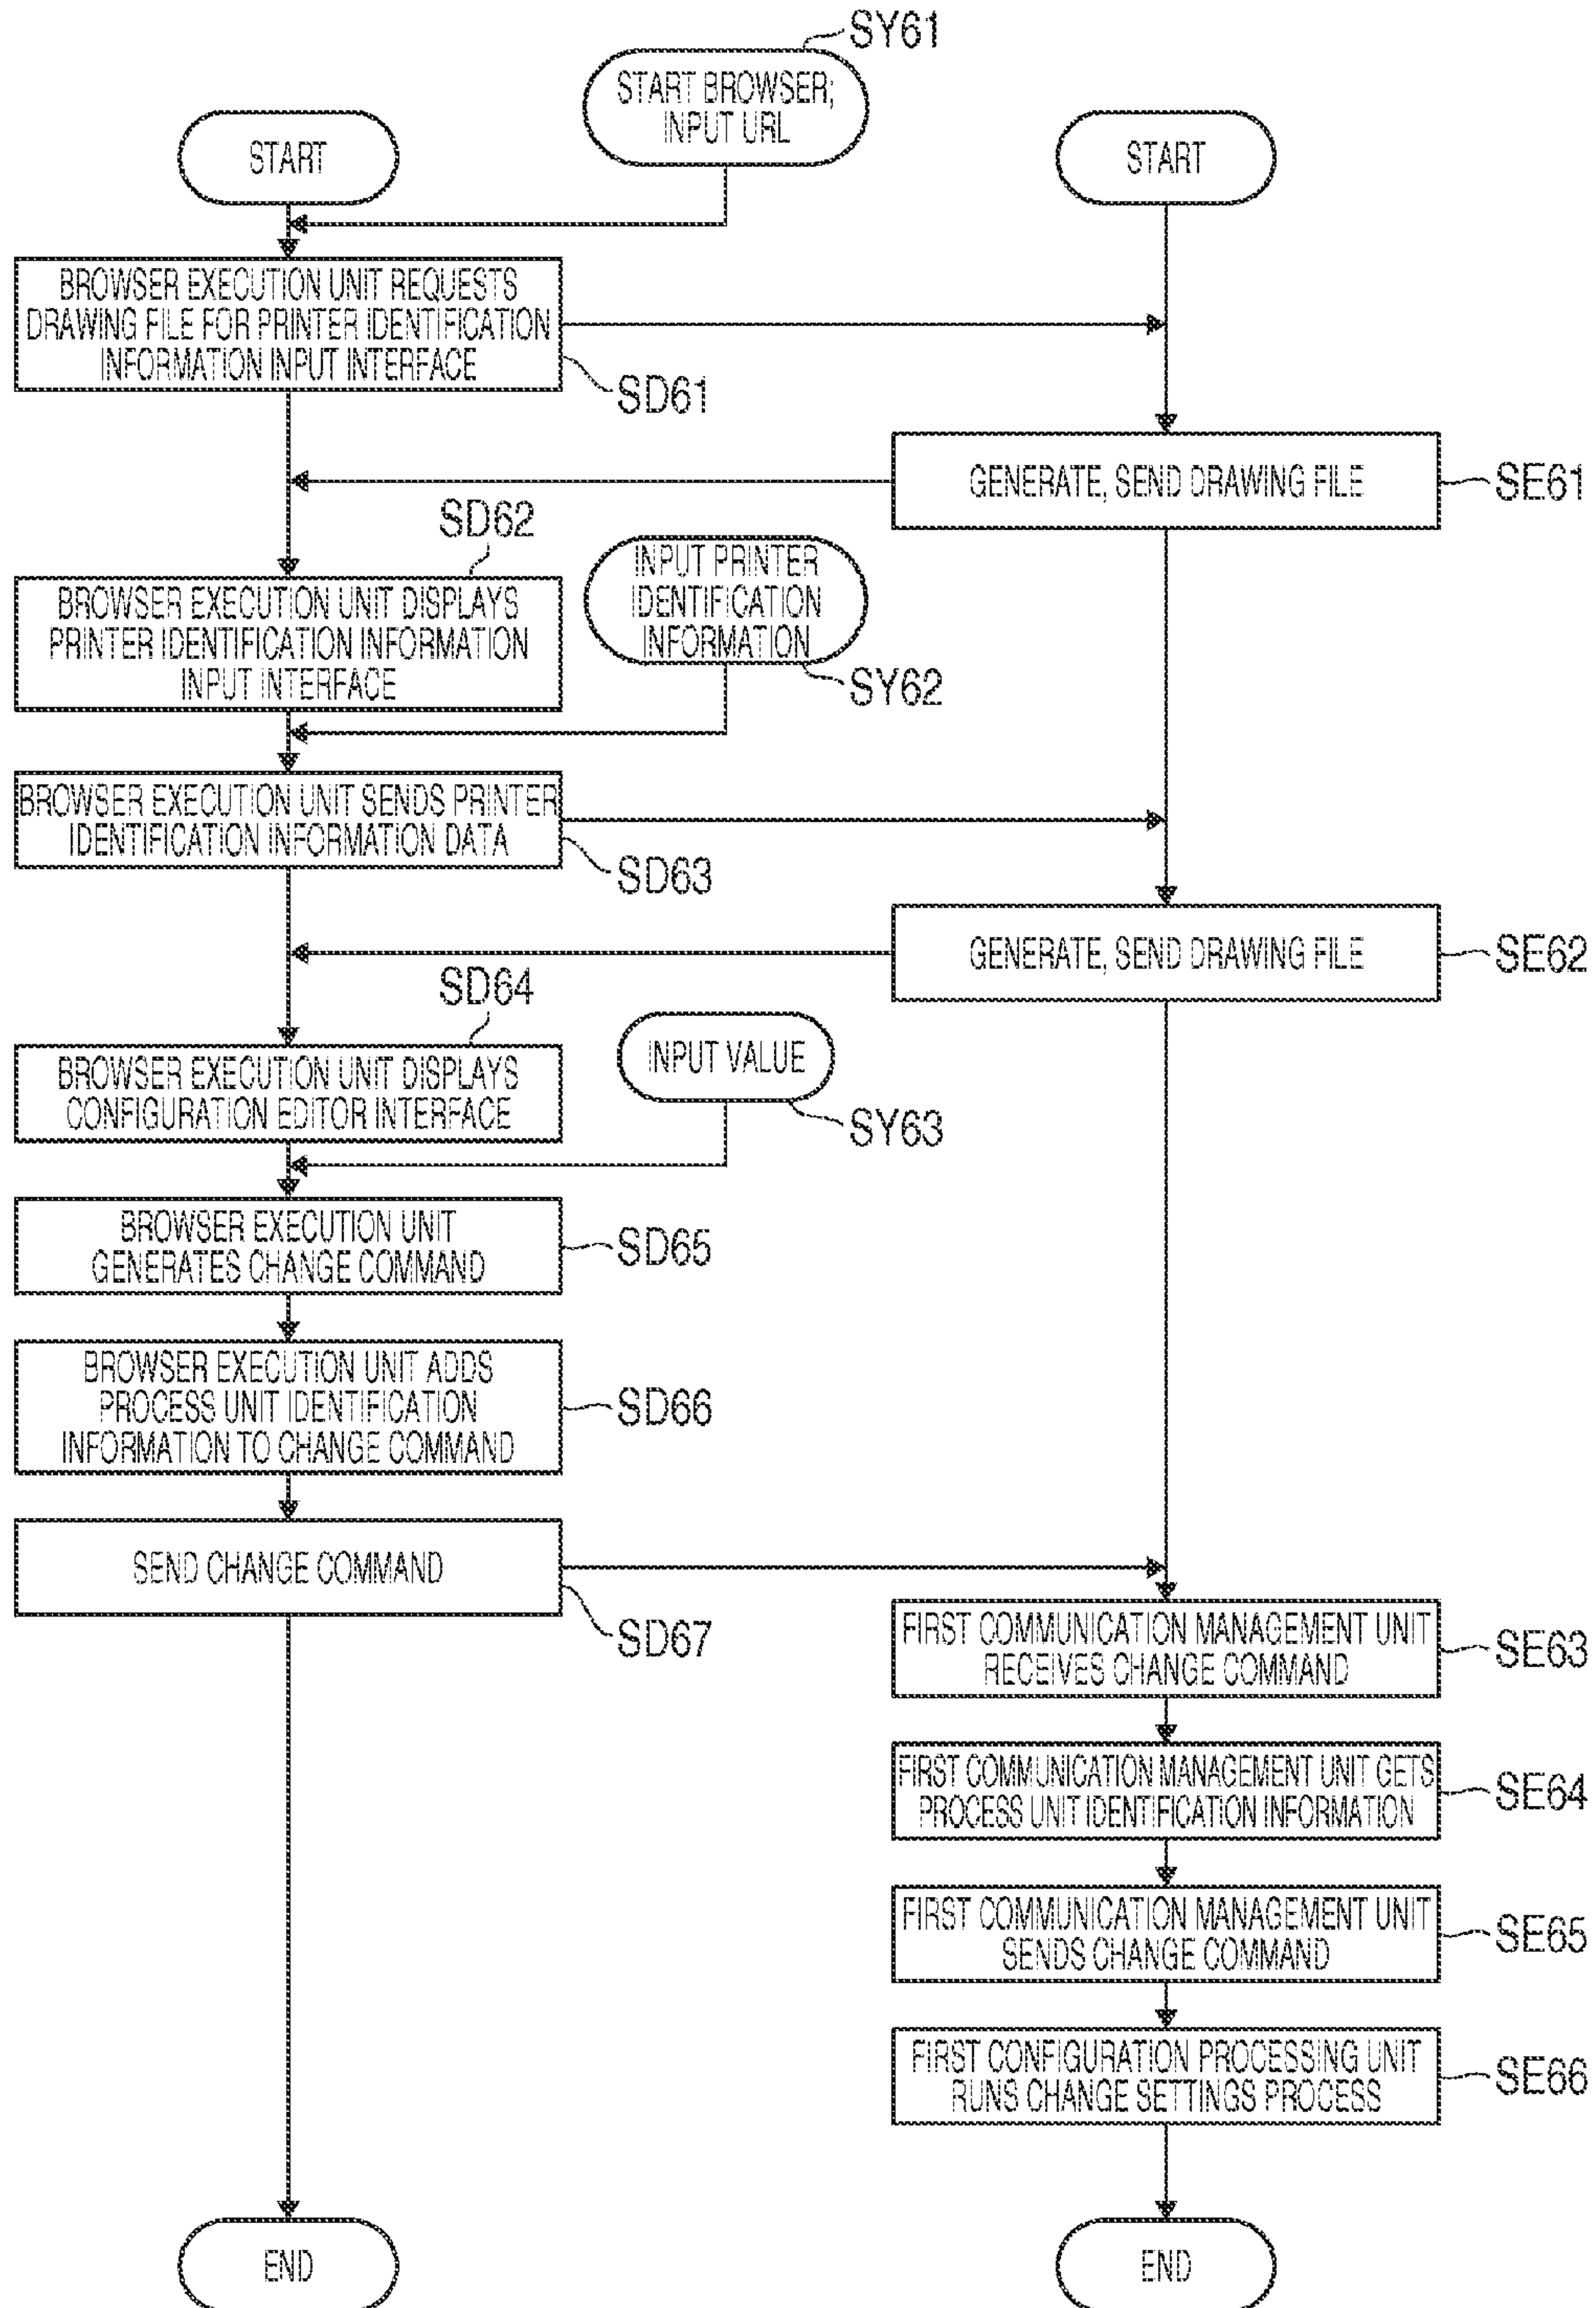 SY61
START BROWSER;
INPUT URL
START
START
BROWSER EXECUTION UNIT REQUESTS
DRAWING FILE FOR PRINTER IDENTIFICATION
INFORMATION INPUT INTERFACE
SD61
GENERATE, SEND DRAWING FILE
SE61
SD62
BROWSER EXECUTION UNIT DISPLAYS
PRINTER IDENTIFICATION INFORMATION
INPUT INTERFACE
INPUT PRINTER
IDENTIFICATION
INFORMATION
SY62
BROWSER EXECUTION UNIT SENDS PRINTER
IDENTIFICATION INFORMATION DATA
SD63
GENERATE, SEND DRAWING FILE
SE62
SD64
BROWSER EXECUTION UNIT DISPLAYS
CONFIGURATION EDITOR INTERFACE
INPUT VALUE
SY63
BROWSER EXECUTION UNIT
GENERATES CHANGE COMMAND
SD65
BROWSER EXECUTION UNIT ADDS
PROCESS UNIT IDENTIFICATION
INFORMATION TO CHANGE COMMAND
SD66
SEND CHANGE COMMAND
SD67
FIRST COMMUNICATION MANAGEMENT UNIT
RECEIVES CHANGE COMMAND
SE63
FIRST COMMUNICATION MANAGEMENT UNIT GETS
PROCESS UNIT IDENTIFICATION INFORMATION
SE64
FIRST COMMUNICATION MANAGEMENT UNIT
SENDS CHANGE COMMAND
SE65
FIRST CONFIGURATION PROCESSING UNIT
RUNS CHANGE SETTINGS PROCESS
SE66
END
END